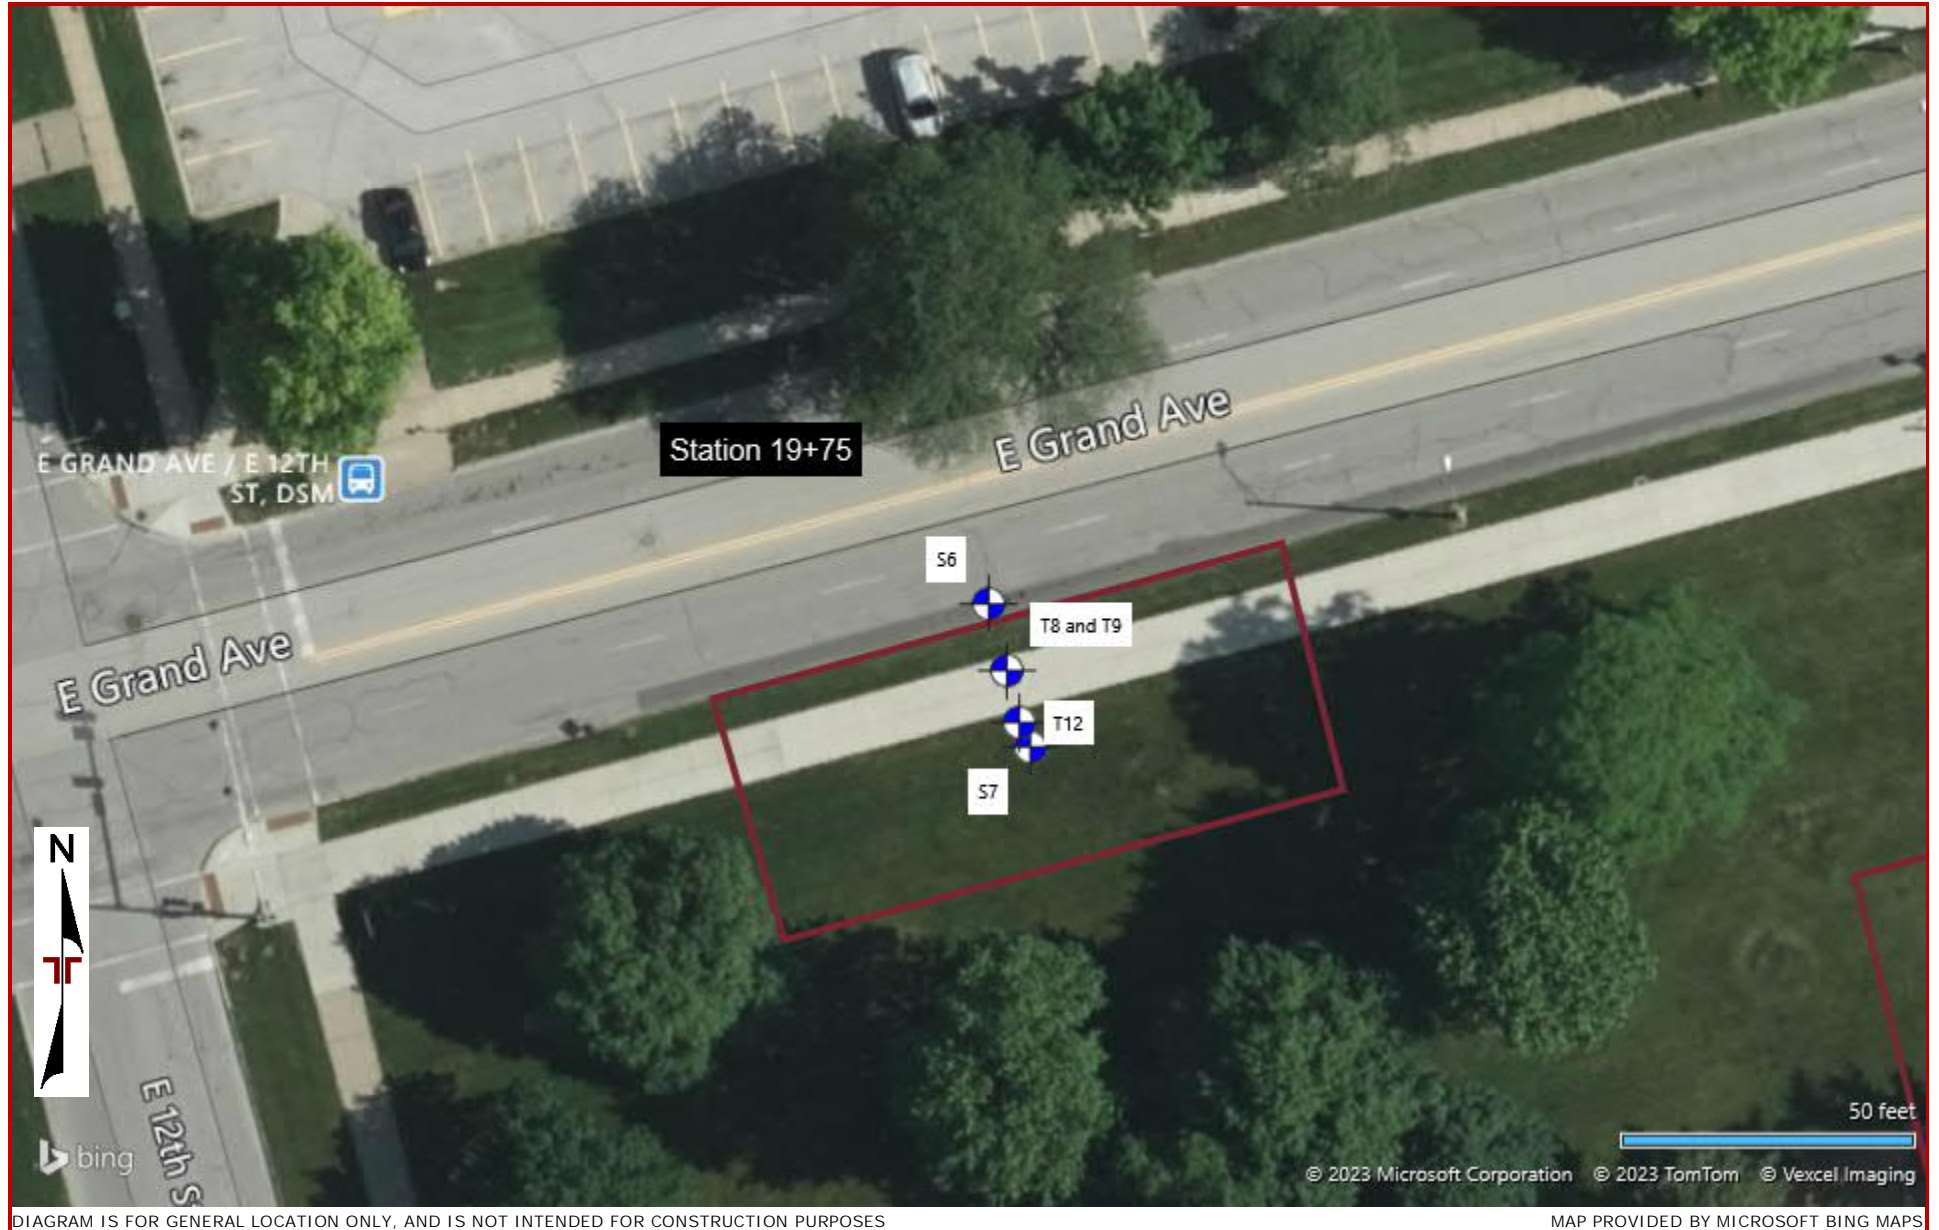 Station 19+75
E Grand Ave
E GRAND AVE / E 12TH
ST, DSM
S6
T8 and T9
E Grand Ave
T12
S7
N
E 12th S
50 feet
bing
© 2023 Microsoft Corporation © 2023 TomTom © Vexcel Imaging
DIAGRAM IS FOR GENERAL LOCATION ONLY, AND IS NOT INTENDED FOR CONSTRUCTION PURPOSES
MAP PROVIDED BY MICROSOFT BING MAPS